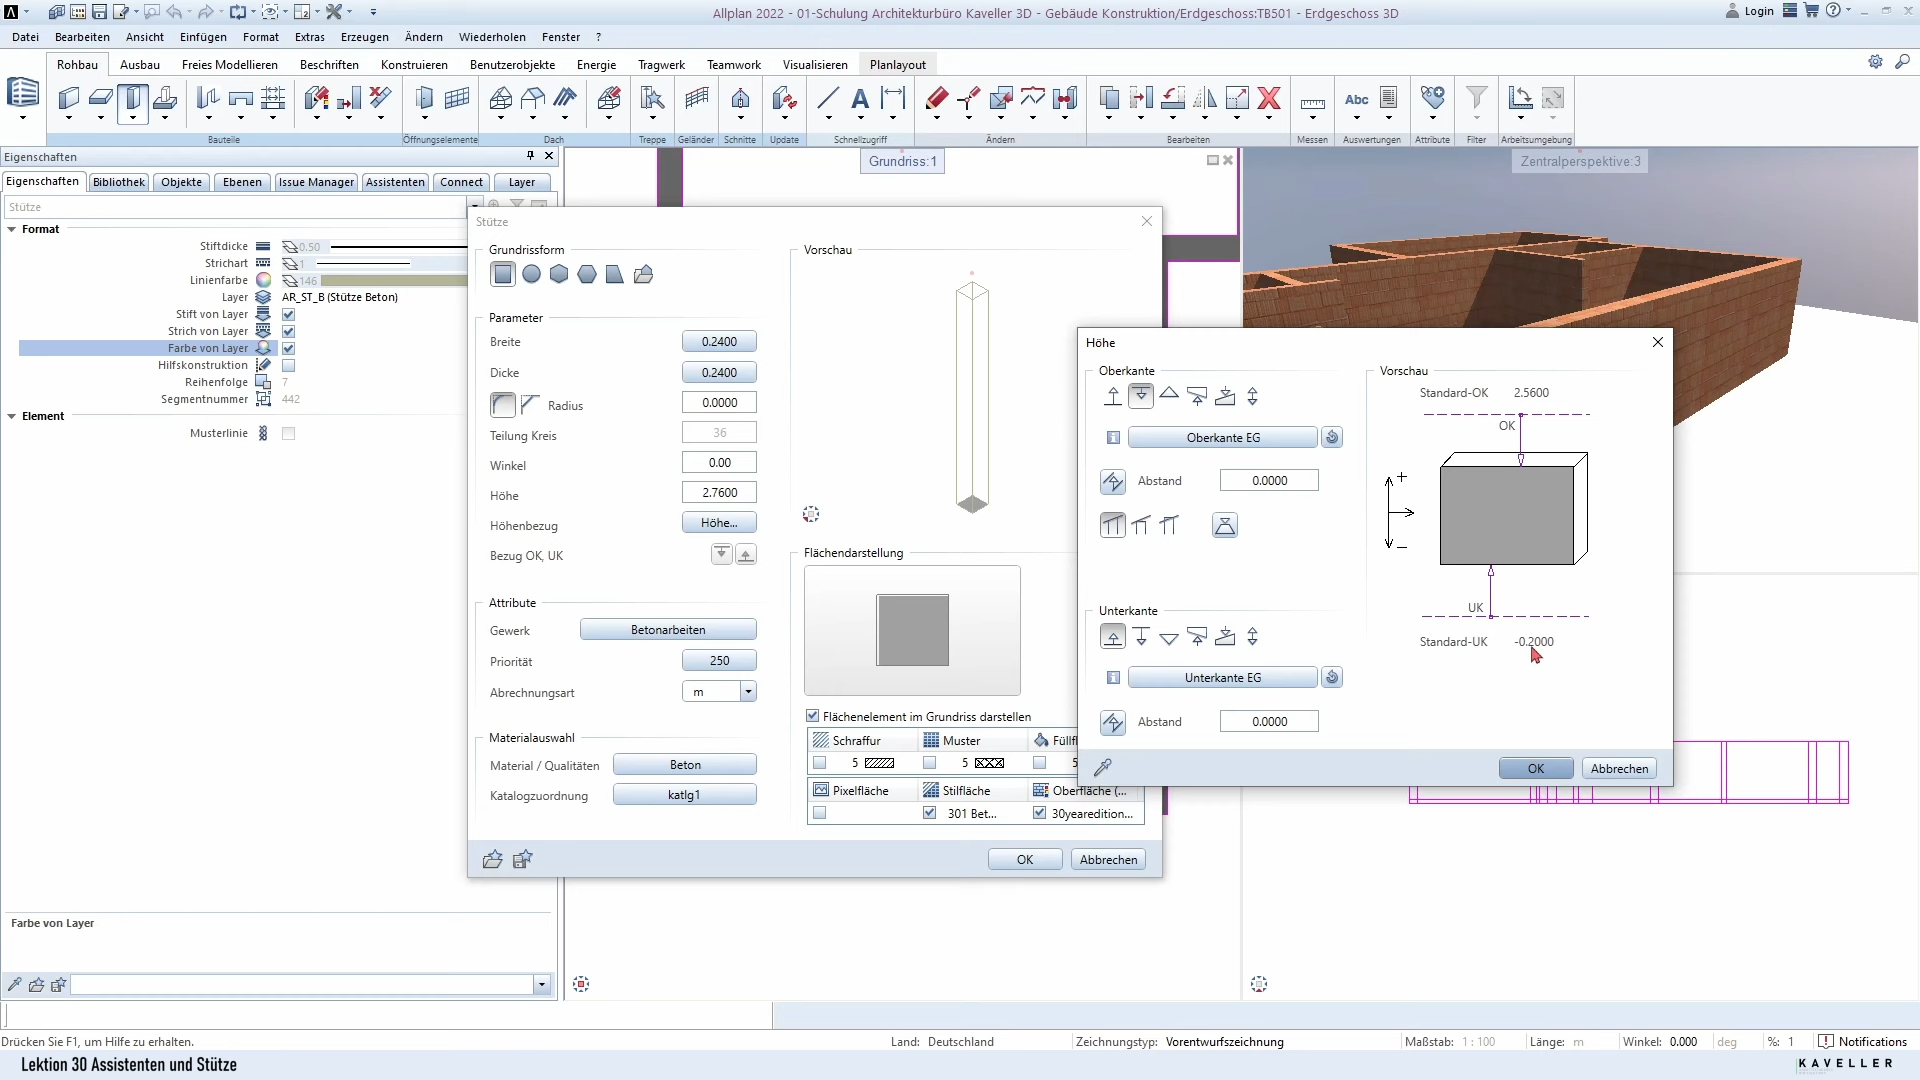 Allplan 2022 - 01-Schulung Architekturbüro Kaveller 3D - Gebäude Konstruktion/Erdgeschoss:TB501 - Erdgeschoss 3D
Login
Datei Bearbeiten Ansicht Einfügen Format Extras Erzeugen Ändern Wiederholen Fenster ?
Rohbau Ausbau Freies Modellieren Beschriften Konstruieren Benutzerobjekte Energie Tragwerk Teamwork Visualisieren Planlayout
Abc
Bauteile Öffnungselemente Dach Treppe Geländer Schnitte Update Schnellzugriff Ändern Bearbeiten Messen Auswertungen Attribute Filter Arbeitsumgebung
Eigenschaften
Eigenschaften Bibliothek Objekte Ebenen Issue Manager Assistenten Connect Layer
Stütze
Format
Stiftdicke 0.50
Strichart 1
Linienfarbe 146
Layer AR_ST_B (Stütze Beton)
Stift von Layer
Strich von Layer
Farbe von Layer
Hilfskonstruktion
Reihenfolge 7
Segmentnummer 442
Element
Musterlinie
Farbe von Layer
Grundriss:1
Zentralperspektive:3
Stütze
Grundrissform
Parameter
Breite 0.2400
Dicke 0.2400
Radius 0.0000
Teilung Kreis 36
Winkel 0.00
Höhe 2.7600
Höhenbezug Höhe...
Bezug OK, UK
Attribute
Gewerk Betonarbeiten
Priorität 250
Abrechnungsart m
Materialauswahl
Material / Qualitäten Beton
Katalogzuordnung katlg1
Vorschau
Flächendarstellung
Flächenelement im Grundriss darstellen
Schraffur Muster Füllfl
5 5 5
Pixelfläche Stilfläche Oberfläche (...
301 Bet... 30yearedition...
OK Abbrechen
Höhe
Oberkante
Oberkante EG
Abstand 0.0000
Unterkante
Unterkante EG
Abstand 0.0000
Vorschau
Standard-OK 2.5600
OK
UK
Standard-UK -0.2000
OK Abbrechen
Drücken Sie F1, um Hilfe zu erhalten.
Land: Deutschland Zeichnungstyp: Vorentwurfszeichnung Maßstab: 1 : 100 Länge: m Winkel: 0.000 deg %: 1 Notifications
Lektion 30 Assistenten und Stütze
KAVELLER